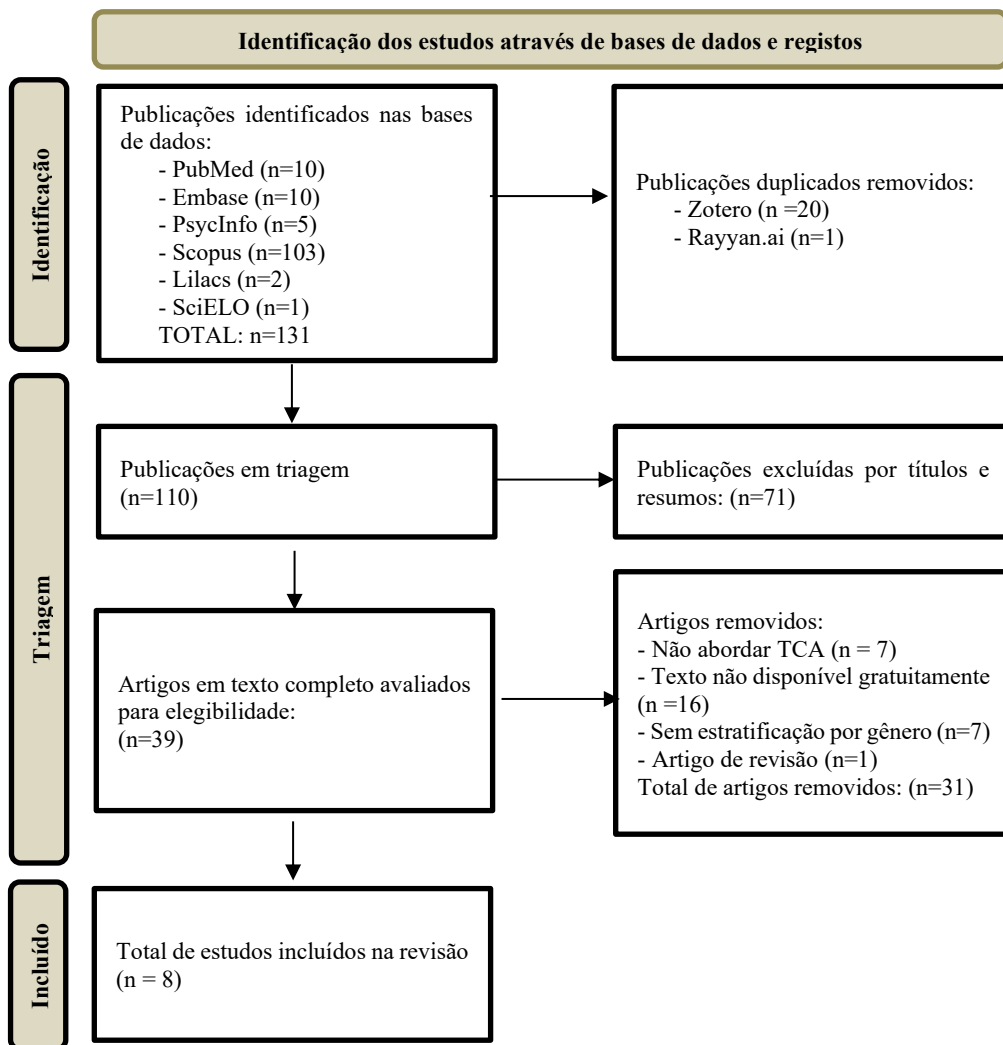 Identificação dos estudos através de bases de dados e registos
Identificação
Publicações identificados nas bases
de dados:
- PubMed (n=10)
- Embase (n=10)
- PsycInfo (n=5)
- Scopus (n=103)
- Lilacs (n=2)
- SciELO (n=1)
TOTAL: n=131
Publicações duplicados removidos:
- Zotero (n =20)
- Rayyan.ai (n=1)
Triagem
Publicações em triagem
(n=110)
Publicações excluídas por títulos e
resumos: (n=71)
Artigos em texto completo avaliados
para elegibilidade:
(n=39)
Artigos removidos:
- Não abordar TCA (n = 7)
- Texto não disponível gratuitamente
(n =16)
- Sem estratificação por gênero (n=7)
- Artigo de revisão (n=1)
Total de artigos removidos: (n=31)
Incluído
Total de estudos incluídos na revisão
(n = 8)